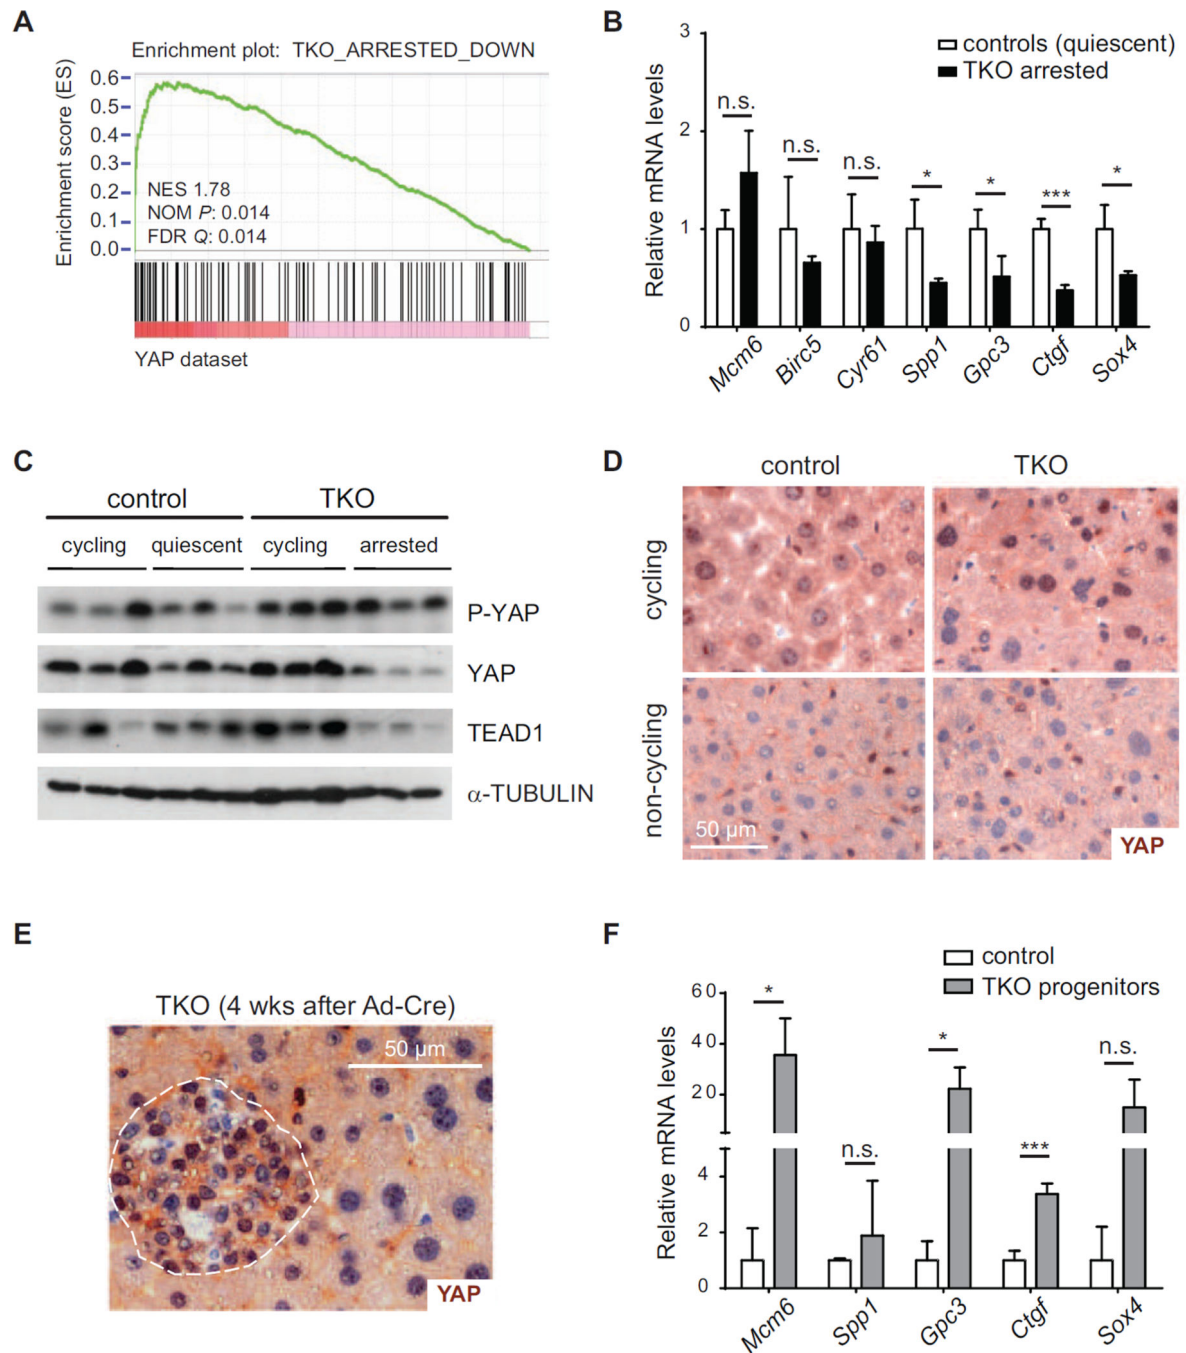 A
Enrichment plot: TKO_ARRESTED_DOWN
Enrichment score (ES)
0.6
0.5
0.4
0.3
0.2
0.1
0.0
NES 1.78
NOM P: 0.014
FDR Q: 0.014
YAP dataset
B
controls (quiescent)
TKO arrested
Relative mRNA levels
3
2
1
0
n.s.
n.s.
n.s.
*
*
***
*
Mcm6
Birc5
Cyr61
Spp1
Gpc3
Ctgf
Sox4
C
control TKO
cycling quiescent cycling arrested
P-YAP
YAP
TEAD1
α-TUBULIN
D
control TKO
cycling
non-cycling
50 μm
YAP
E
TKO (4 wks after Ad-Cre)
50 μm
YAP
F
control
TKO progenitors
Relative mRNA levels
60
40
20
4
2
0
*
n.s.
*
***
n.s.
Mcm6
Spp1
Gpc3
Ctgf
Sox4